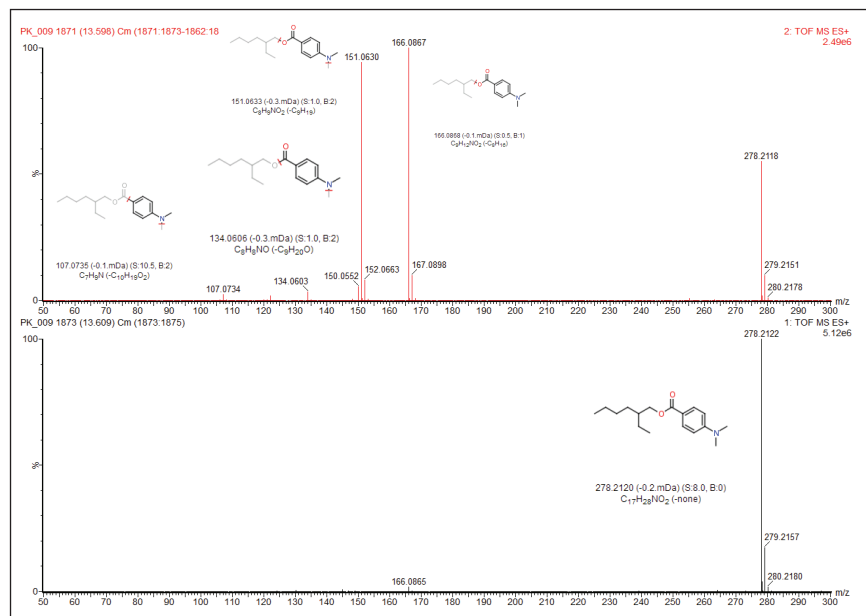 PK_009 1871 (13.598) Cm (1871:1873-1862:18
2: TOF MS ES+
2.49e6
100
%
0
151.0633 (-0.3.mDa) (S:1.0, B:2)
C8H9NO2 (-C9H19)
166.0868 (-0.1.mDa) (S:0.5, B:1)
C9H12NO2 (-C8H16)
134.0606 (-0.3.mDa) (S:1.0, B:2)
C8H8NO (-C9H20O)
107.0735 (-0.1.mDa) (S:10.5, B:2)
C7H9N (-C10H19O2)
O
O
N
O
O
N
O
O
N
O
O
N
107.0734
134.0603
150.0552
151.0630
152.0663
166.0867
167.0898
278.2118
279.2151
280.2178
50 60 70 80 90 100 110 120 130 140 150 160 170 180 190 200 210 220 230 240 250 260 270 280 290 300
m/z
PK_009 1873 (13.609) Cm (1873:1875)
1: TOF MS ES+
5.12e6
100
%
0
278.2122
O
O
N
278.2120 (-0.2.mDa) (S:8.0, B:0)
C17H28NO2 (-none)
166.0865
279.2157
280.2180
50 60 70 80 90 100 110 120 130 140 150 160 170 180 190 200 210 220 230 240 250 260 270 280 290 300
m/z